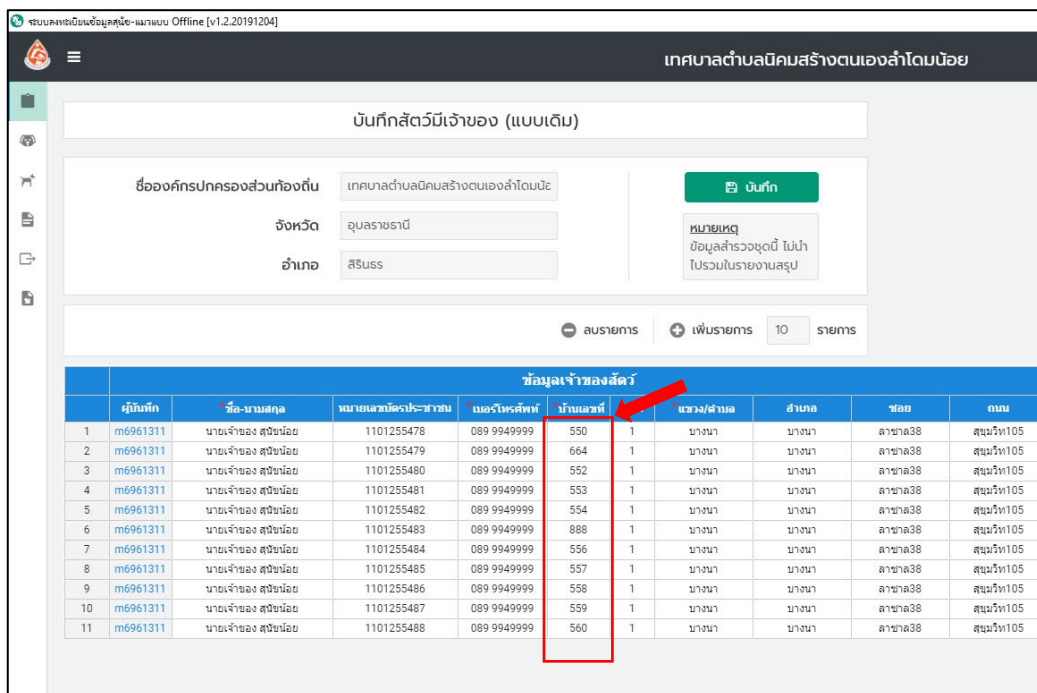 ระบบลงทะเบียนข้อมูลสุนัข-แมวแบบ Offline [v1.2.20191204]
เทศบาลตำบลนิคมสร้างตนเองลำโดมน้อย
บันทึกสัตว์มีเจ้าของ (แบบเดิม)
ชื่อองค์กรปกครองส่วนท้องถิ่น เทศบาลตำบลนิคมสร้างตนเองลำโดมน้อ บันทึก
จังหวัด อุบลราชธานี
หมายเหตุ
ข้อมูลสำรวจชุดนี้ ไม่นำ
ไปรวมในรายงานสรุป
อำเภอ สิรินธร
ลบรายการ เพิ่มรายการ 10 รายการ
ข้อมูลเจ้าของสัตว์
ผู้บันทึก *ชื่อ-นามสกุล หมายเลขบัตรประชาชน *เบอร์โทรศัพท์ *บ้านเลขที่ *แขวง/ตำบล อำเภอ ซอย ถนน
1 m6961311 นายเจ้าของ สุนัขน้อย 1101255478 089 9949999 550 1 บางนา บางนา ลาซาล38 สุขุมวิท105
2 m6961311 นายเจ้าของ สุนัขน้อย 1101255479 089 9949999 664 1 บางนา บางนา ลาซาล38 สุขุมวิท105
3 m6961311 นายเจ้าของ สุนัขน้อย 1101255480 089 9949999 552 1 บางนา บางนา ลาซาล38 สุขุมวิท105
4 m6961311 นายเจ้าของ สุนัขน้อย 1101255481 089 9949999 553 1 บางนา บางนา ลาซาล38 สุขุมวิท105
5 m6961311 นายเจ้าของ สุนัขน้อย 1101255482 089 9949999 554 1 บางนา บางนา ลาซาล38 สุขุมวิท105
6 m6961311 นายเจ้าของ สุนัขน้อย 1101255483 089 9949999 888 1 บางนา บางนา ลาซาล38 สุขุมวิท105
7 m6961311 นายเจ้าของ สุนัขน้อย 1101255484 089 9949999 556 1 บางนา บางนา ลาซาล38 สุขุมวิท105
8 m6961311 นายเจ้าของ สุนัขน้อย 1101255485 089 9949999 557 1 บางนา บางนา ลาซาล38 สุขุมวิท105
9 m6961311 นายเจ้าของ สุนัขน้อย 1101255486 089 9949999 558 1 บางนา บางนา ลาซาล38 สุขุมวิท105
10 m6961311 นายเจ้าของ สุนัขน้อย 1101255487 089 9949999 559 1 บางนา บางนา ลาซาล38 สุขุมวิท105
11 m6961311 นายเจ้าของ สุนัขน้อย 1101255488 089 9949999 560 1 บางนา บางนา ลาซาล38 สุขุมวิท105